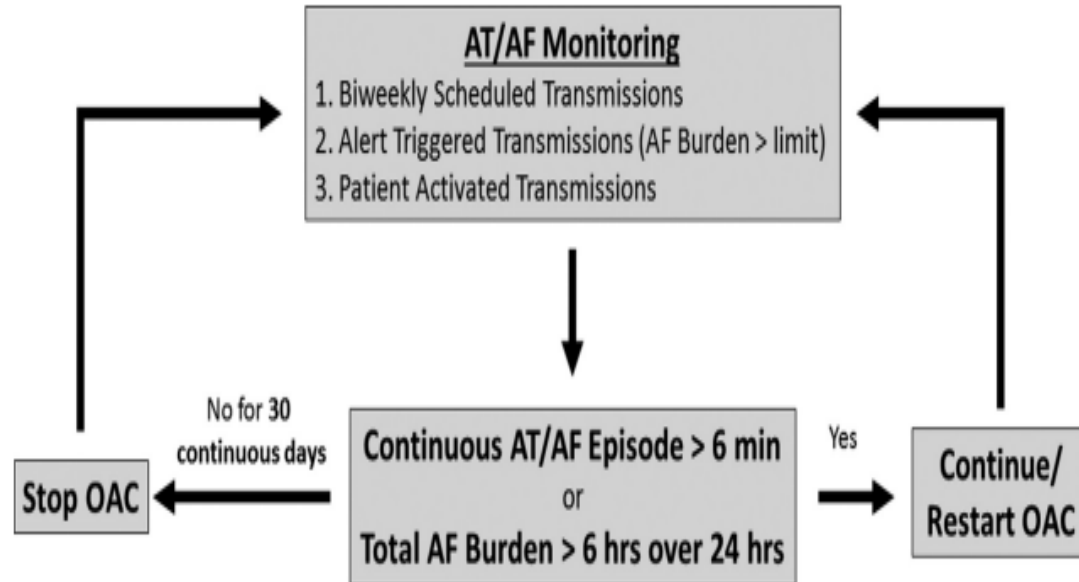 AT/AF Monitoring
1. Biweekly Scheduled Transmissions
2. Alert Triggered Transmissions (AF Burden > limit)
3. Patient Activated Transmissions
No for 30
continuous days
Stop OAC
Continuous AT/AF Episode > 6 min
or
Total AF Burden > 6 hrs over 24 hrs
Yes
Continue/
Restart OAC